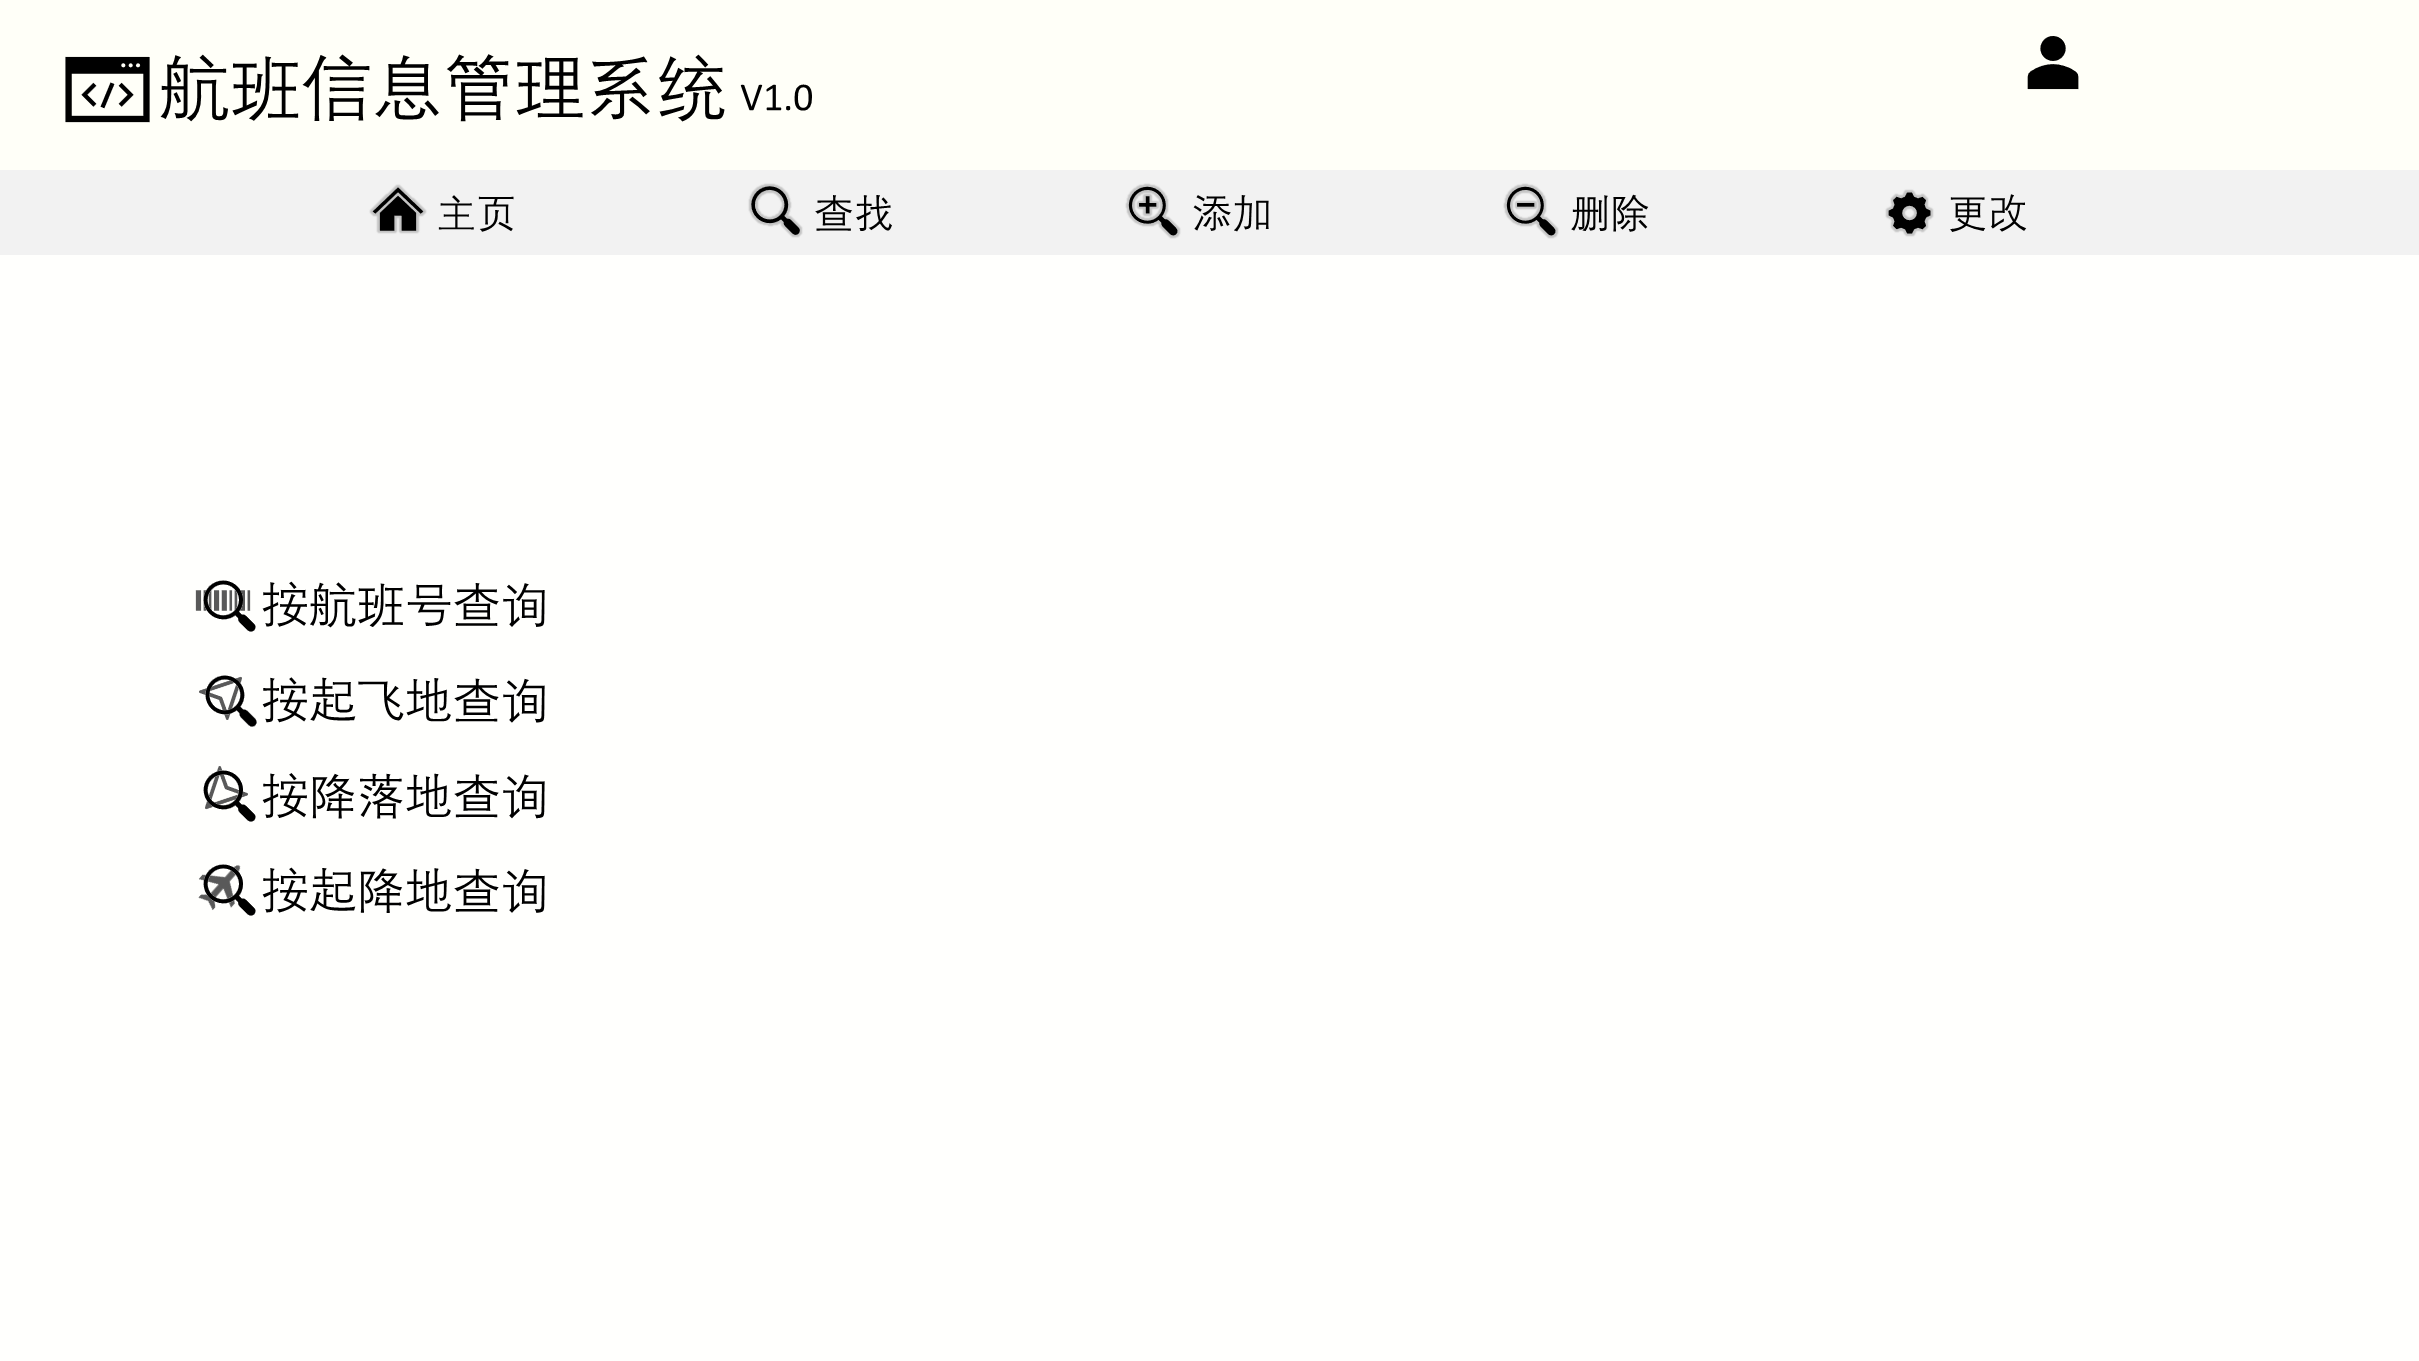 航班信息管理系统 V1.0
主页 查找 添加 删除 更改
按航班号查询
按起飞地查询
按降落地查询
按起降地查询